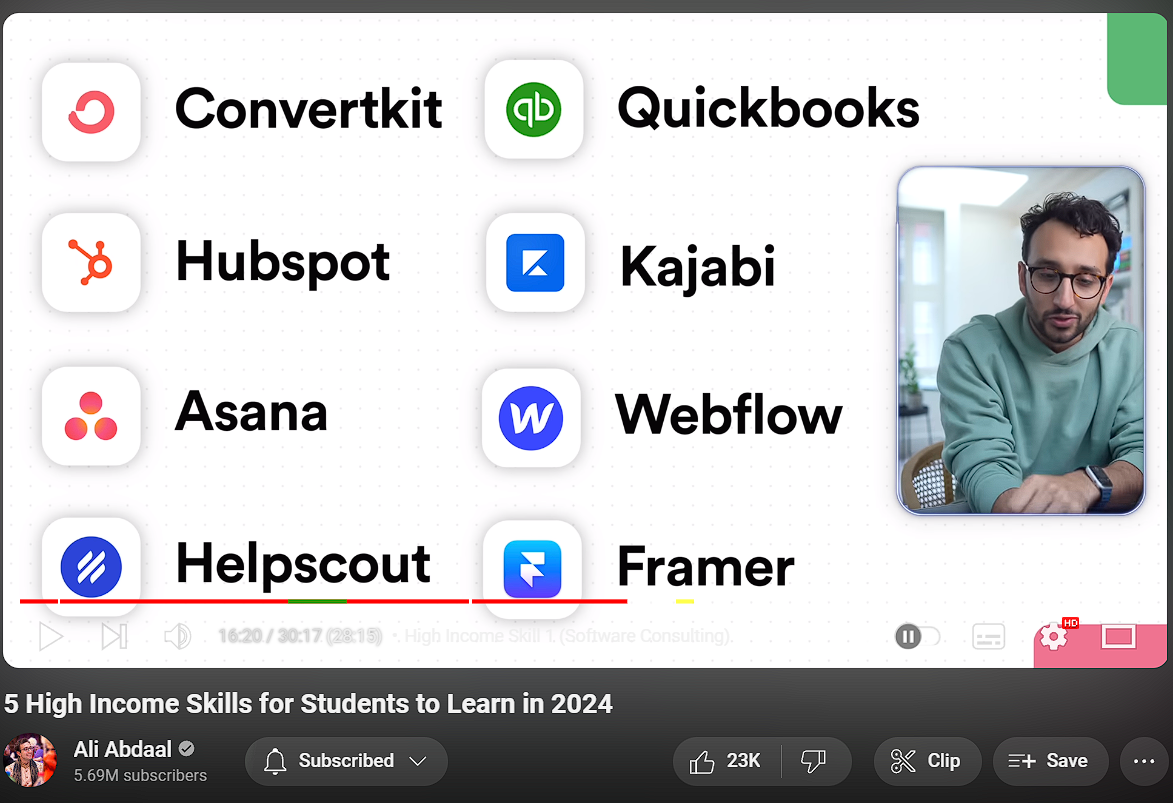 Convertkit
Quickbooks
Hubspot
Kajabi
Asana
Webflow
Helpscout
Framer
16:20 / 30:17 (28:15) • High Income Skill 1 (Software Consulting).
HD
5 High Income Skills for Students to Learn in 2024
Ali Abdaal
5.69M subscribers
Subscribed
23K
Clip
Save